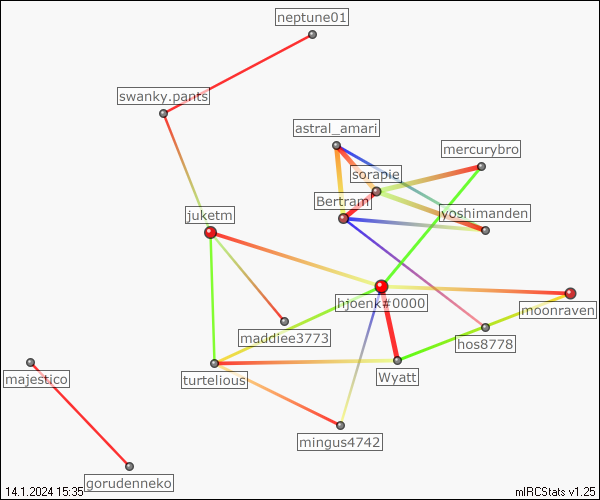 neptune01
swanky.pants
astral_amari
mercurybro
sorapie
Bertram
yoshimanden
juketm
hjoenk#0000
moonraven
maddiee3773
hos8778
majestico
turtelious
Wyatt
mingus4742
gorudenneko
14.1.2024 15:35
mIRCStats v1.25